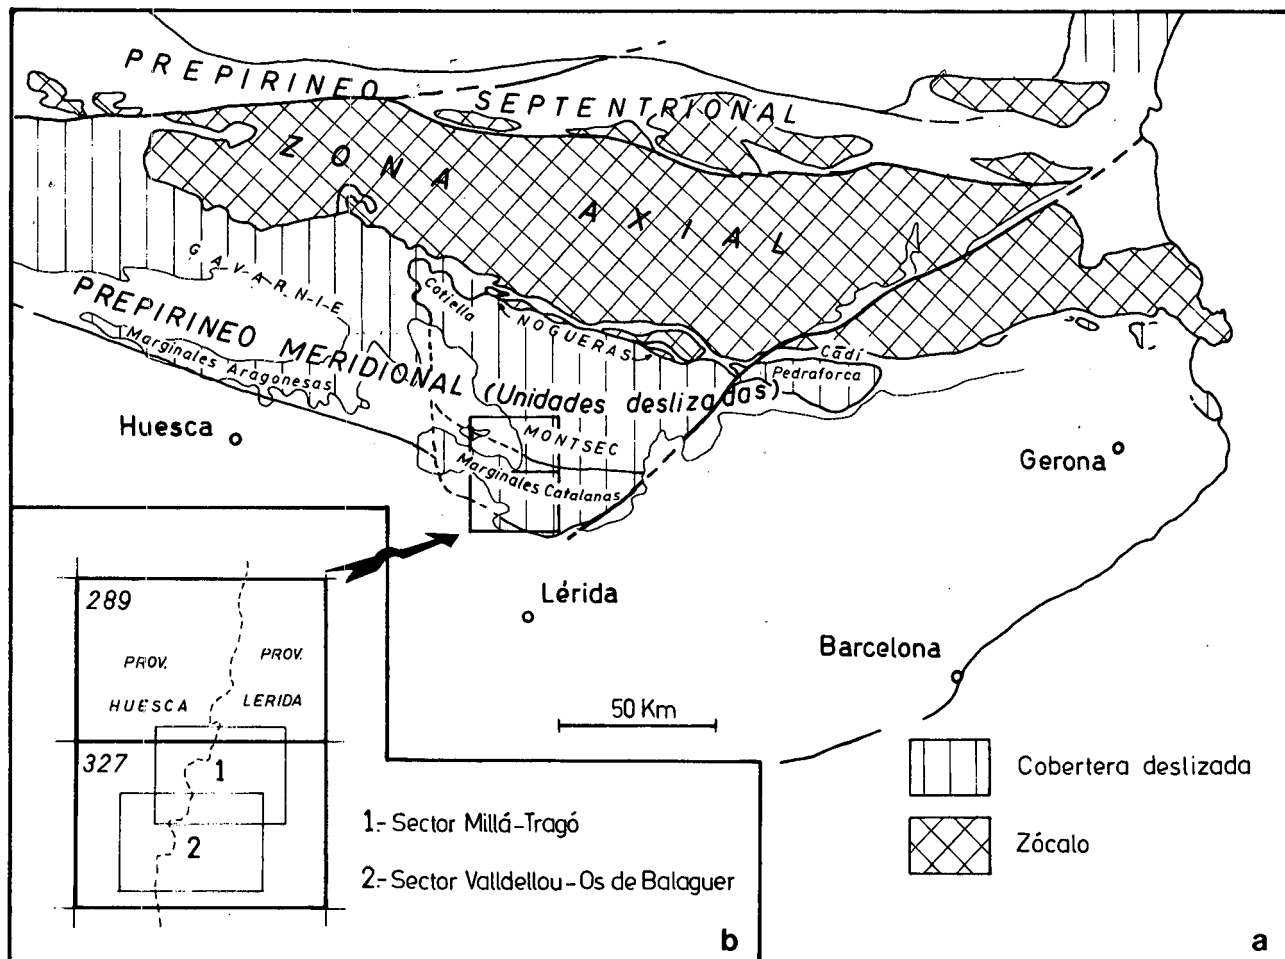 PREPIRINEO SEPTENTRIONAL
ZONA AXIAL
GAVARNIE
Cotiella
NOGUERAS
PREPIRINEO MERIDIONAL (Unidades deslizadas)
Marginales Aragonesas
Cadí
Pedraforca
MONTSEC
Marginales Catalanas
Huesca
Gerona
Lérida
Barcelona
50 Km
289
PROV. HUESCA
PROV. LERIDA
327
1
2
1.- Sector Millá-Tragó
2.- Sector Valldellou-Os de Balaguer
Cobertera deslizada
Zócalo
b
a